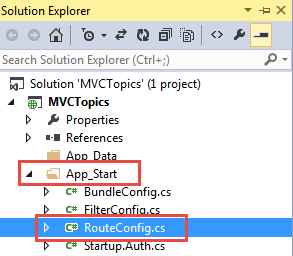 Solution Explorer
Search Solution Explorer (Ctrl+;)
Solution 'MVCTopics' (1 project)
MVCTopics
Properties
References
App_Data
App_Start
BundleConfig.cs
FilterConfig.cs
RouteConfig.cs
Startup.Auth.cs